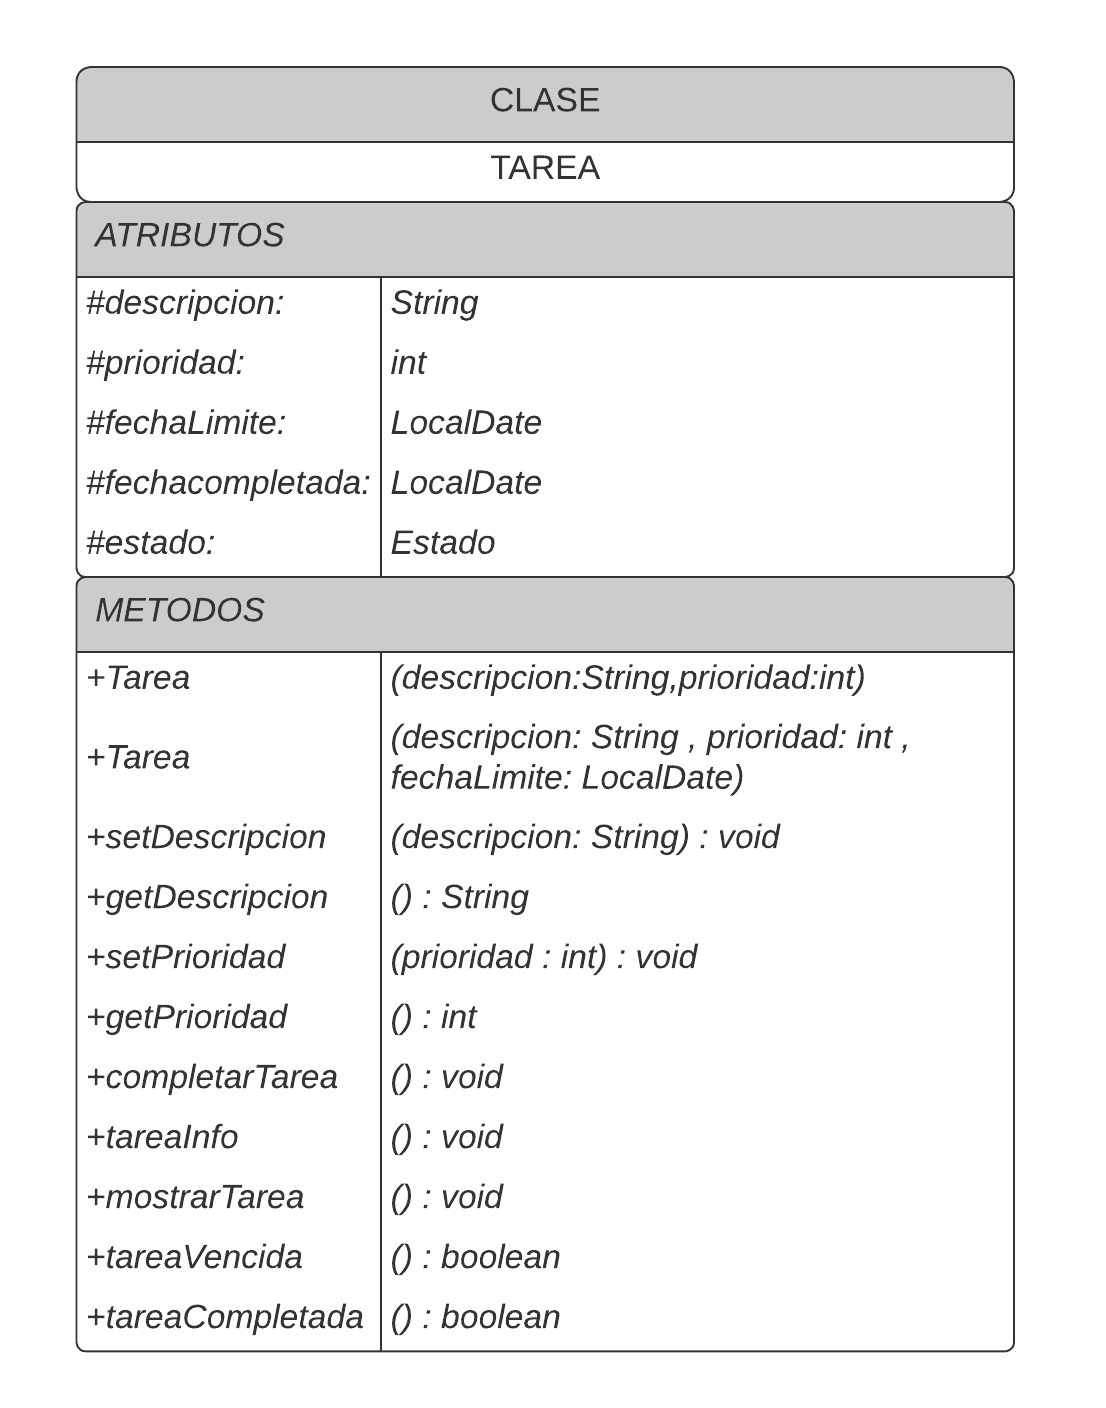 CLASE
TAREA
ATRIBUTOS
#descripcion: String
#prioridad: int
#fechaLimite: LocalDate
#fechacompletada: LocalDate
#estado: Estado
METODOS
+Tarea (descripcion:String,prioridad:int)
+Tarea (descripcion: String , prioridad: int ,
fechaLimite: LocalDate)
+setDescripcion (descripcion: String) : void
+getDescripcion () : String
+setPrioridad (prioridad : int) : void
+getPrioridad () : int
+completarTarea () : void
+tareaInfo () : void
+mostrarTarea () : void
+tareaVencida () : boolean
+tareaCompletada () : boolean